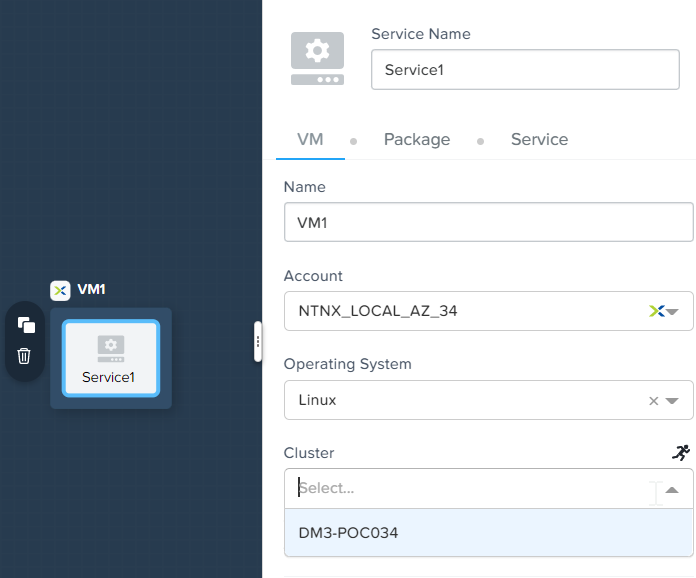 VM1
Service1
Service Name
Service1
VM
Package
Service
Name
VM1
Account
NTNX_LOCAL_AZ_34
Operating System
Linux
Cluster
Select...
DM3-POC034